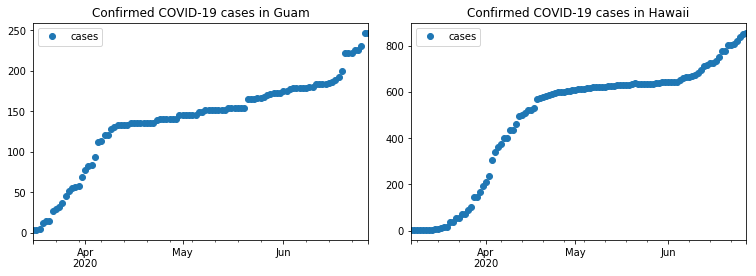 Confirmed COVID-19 cases in Guam
cases
250
200
150
100
50
0
Apr
2020
May
Jun
Confirmed COVID-19 cases in Hawaii
cases
800
600
400
200
0
Apr
2020
May
Jun